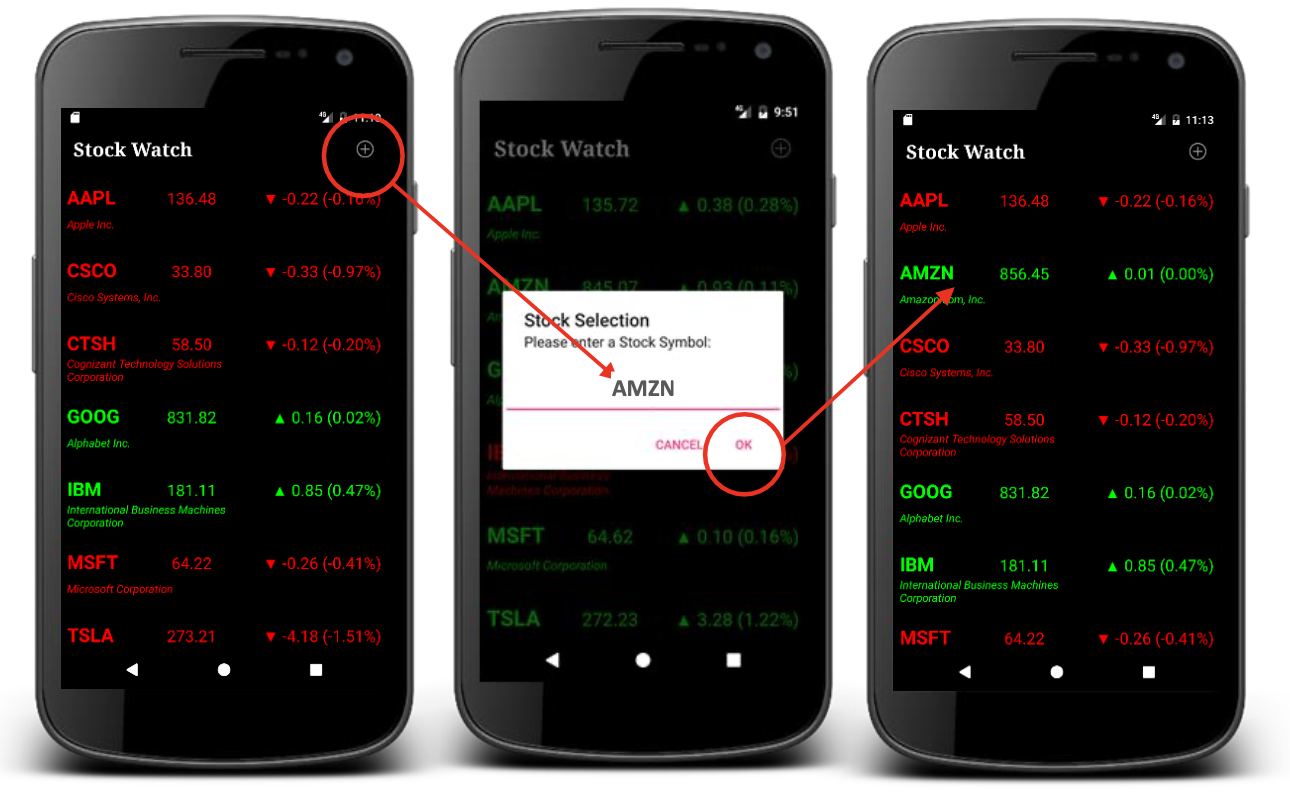 4G
Stock Watch
AAPL 136.48 ▼ -0.22 (-0.16%)
Apple Inc.
CSCO 33.80 ▼ -0.33 (-0.97%)
Cisco Systems, Inc.
CTSH 58.50 ▼ -0.12 (-0.20%)
Cognizant Technology Solutions
Corporation
GOOG 831.82 ▲ 0.16 (0.02%)
Alphabet Inc.
IBM 181.11 ▲ 0.85 (0.47%)
International Business Machines
Corporation
MSFT 64.22 ▼ -0.26 (-0.41%)
Microsoft Corporation
TSLA 273.21 ▼ -4.18 (-1.51%)
4G 9:51
Stock Watch
AAPL 135.72 ▲ 0.38 (0.28%)
Apple Inc.
AMZN 845.07 ▲ 0.93 (0.11%)
Stock Selection
Please enter a Stock Symbol:
AMZN
CANCEL OK
International Business
Machines Corporation
MSFT 64.62 ▲ 0.10 (0.16%)
Microsoft Corporation
TSLA 272.23 ▲ 3.28 (1.22%)
4G 11:13
Stock Watch
AAPL 136.48 ▼ -0.22 (-0.16%)
Apple Inc.
AMZN 856.45 ▲ 0.01 (0.00%)
Amazon.com, Inc.
CSCO 33.80 ▼ -0.33 (-0.97%)
Cisco Systems, Inc.
CTSH 58.50 ▼ -0.12 (-0.20%)
Cognizant Technology Solutions
Corporation
GOOG 831.82 ▲ 0.16 (0.02%)
Alphabet Inc.
IBM 181.11 ▲ 0.85 (0.47%)
International Business Machines
Corporation
MSFT 64.22 ▼ -0.26 (-0.41%)